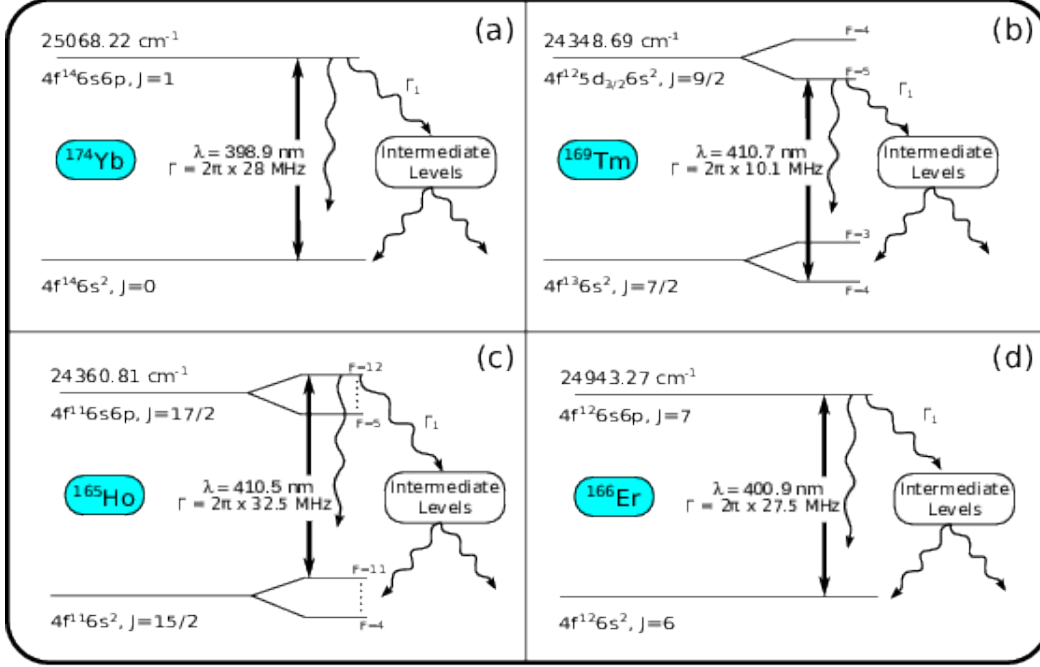 (a)
25068.22 cm⁻¹
4f¹⁴6s6p, J=1
Γ₁
¹⁷⁴Yb
λ = 398.9 nm
Γ = 2π x 28 MHz
Intermediate
Levels
4f¹⁴6s², J=0
(b)
24348.69 cm⁻¹
F=4
4f¹²5d₃/₂6s², J=9/2
F=5
Γ₁
¹⁶⁹Tm
λ = 410.7 nm
Γ = 2π x 10.1 MHz
Intermediate
Levels
F=3
4f¹³6s², J=7/2
F=4
(c)
24360.81 cm⁻¹
F=12
4f¹¹6s6p, J=17/2
F=5
Γ₁
¹⁶⁵Ho
λ = 410.5 nm
Γ = 2π x 32.5 MHz
Intermediate
Levels
F=11
4f¹¹6s², J=15/2
F=4
(d)
24943.27 cm⁻¹
4f¹²6s6p, J=7
Γ₁
¹⁶⁶Er
λ = 400.9 nm
Γ = 2π x 27.5 MHz
Intermediate
Levels
4f¹²6s², J=6